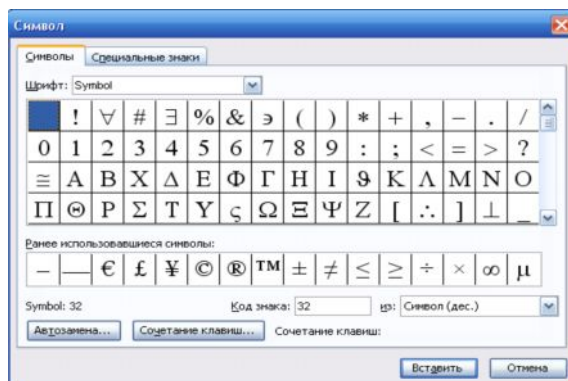 Символ
Символы Специальные знаки
Шрифт: Symbol
! ∀ # ∃ % & ∍ ( ) * + , − . /
0 1 2 3 4 5 6 7 8 9 : ; < = > ?
≅ Α Β Χ Δ Ε Φ Γ Η Ι ϑ Κ Λ Μ Ν Ο
Π Θ Ρ Σ Τ Υ ς Ω Ξ Ψ Ζ [ ∴ ] ⊥ _
Ранее использовавшиеся символы:
– — € £ ¥ © ® ™ ± ≠ ≤ ≥ ÷ × ∞ µ
Symbol: 32 Код знака: 32 из: Символ (дес.)
Автозамена... Сочетание клавиш... Сочетание клавиш:
Вставить Отмена